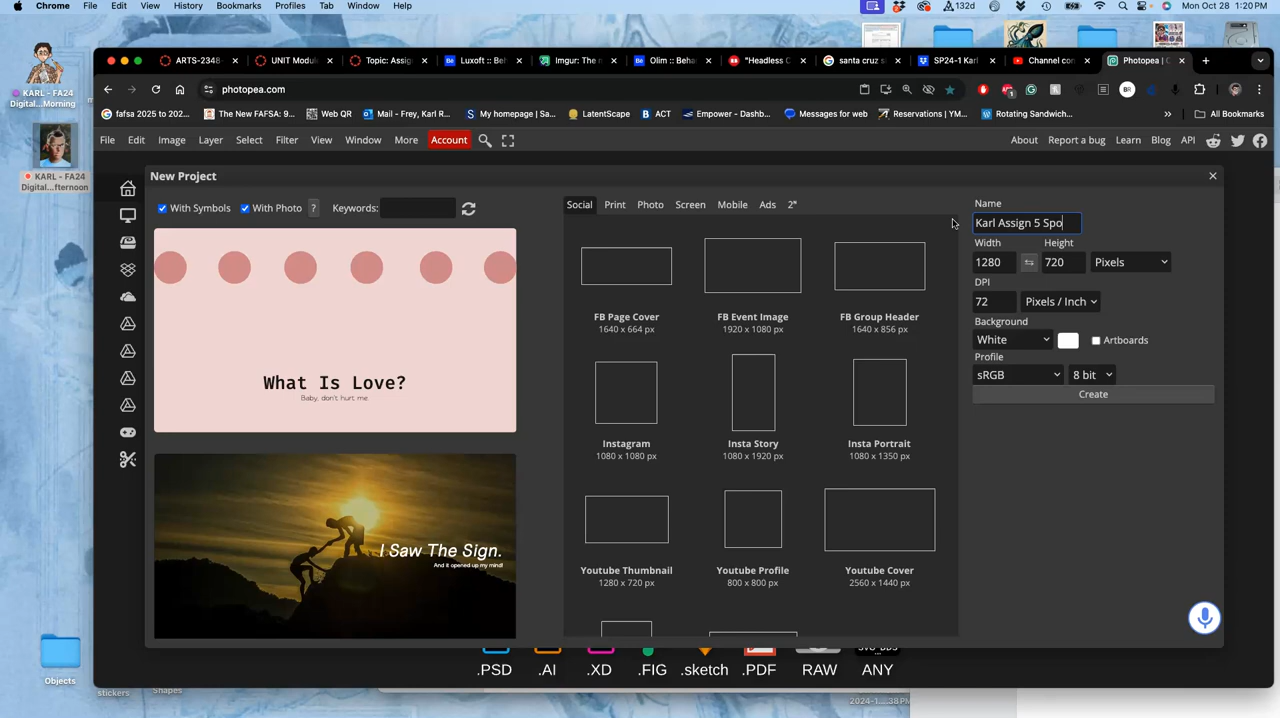 Chrome File Edit View History Bookmarks Profiles Tab Window Help
132d Mon Oct 28 1:20 PM
KARL - FA24
Digital...Morning
KARL - FA24
Digital...fternoon
Objects
ARTS-2348 UNIT Modul Topic: Assig Luxoft :: Beh Imgur: The m Olim :: Beha "Headless C santa cruz s SP24-1 Karl Channel con Photopea | C
photopea.com
fafsa 2025 to 202... The New FAFSA: 9... Web QR Mail - Frey, Karl R... My homepage | Sa... LatenScape ACT Empower - Dashb... Messages for web Reservations | YM... Rotating Sandwich... All Bookmarks
File Edit Image Layer Select Filter View Window More Account About Report a bug Learn Blog API
New Project
With Symbols With Photo ? Keywords:
What Is Love?
Baby, don't hurt me
I Saw The Sign.
And it opened up my mind!
Social Print Photo Screen Mobile Ads 2ⁿ
FB Page Cover FB Event Image FB Group Header
1640 x 664 px 1920 x 1080 px 1640 x 856 px
Instagram Insta Story Insta Portrait
1080 x 1080 px 1080 x 1920 px 1080 x 1350 px
Youtube Thumbnail Youtube Profile Youtube Cover
1280 x 720 px 800 x 800 px 2560 x 1440 px
Name
Karl Assign 5 Spo
Width Height
1280 720 Pixels
DPI
72 Pixels / Inch
Background
White Artboards
Profile
sRGB 8 bit
Create
.PSD .AI .XD .FIG .sketch .PDF RAW ANY
stickers Shapes